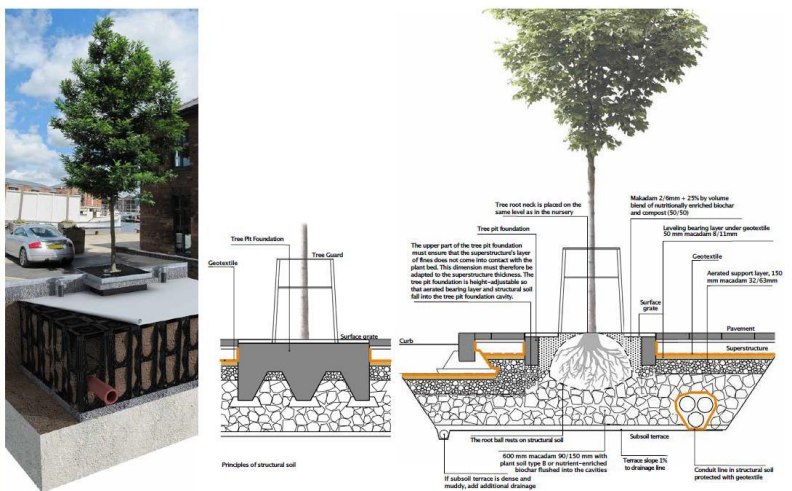 Tree Pit Foundation
Tree Guard
Geotextile
Surface grate
Principles of structural soil
Tree root neck is placed on the
same level as in the nursery
Makadam 2/6mm + 25% by volume
blend of nutritionally enriched biochar
and compost (50/50)
Tree pit foundation
Leveling bearing layer under geotextile
50 mm macadam 8/11mm
The upper part of the tree pit foundation
must ensure that the superstructure's layer
of fines does not come into contact with the
plant bed. This dimension must therefore be
adapted to the superstructure thickness. The
tree pit foundation is height-adjustable so
that aerated bearing layer and structural soil
fall into the tree pit foundation cavity.
Geotextile
Aerated support layer, 150
mm macadam 32/63mm
Surface
grate
Pavement
Curb
Superstructure
The root ball rests on structural soil
Subsoil terrace
600 mm macadam 90/150 mm with
plant soil type B or nutrient-enriched
biochar flushed into the cavities
Terrace slope 1%
to drainage line
Conduit line in structural soil
protected with geotextile
If subsoil terrace is dense and
muddy, add additional drainage